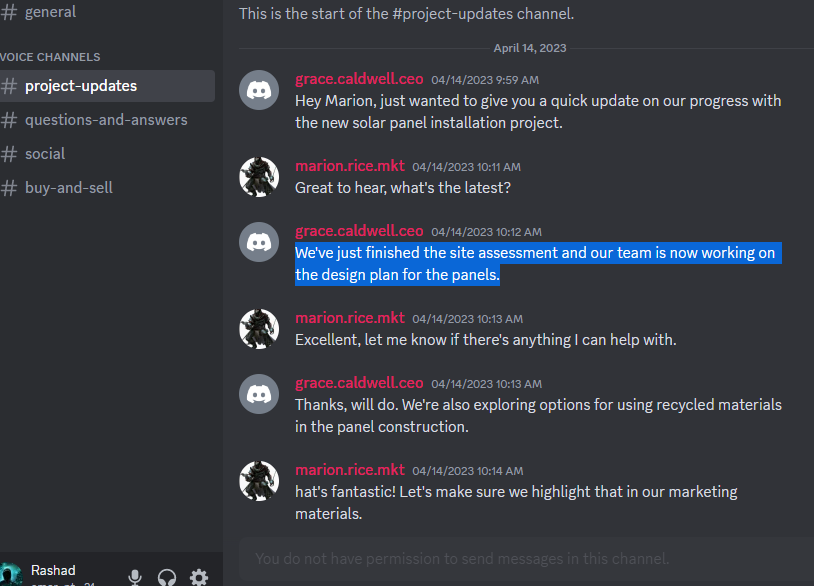 # general
VOICE CHANNELS
# project-updates
# questions-and-answers
# social
# buy-and-sell
This is the start of the #project-updates channel.
April 14, 2023
grace.caldwell.ceo 04/14/2023 9:59 AM
Hey Marion, just wanted to give you a quick update on our progress with
the new solar panel installation project.
marion.rice.mkt 04/14/2023 10:11 AM
Great to hear, what's the latest?
grace.caldwell.ceo 04/14/2023 10:12 AM
We've just finished the site assessment and our team is now working on
the design plan for the panels.
marion.rice.mkt 04/14/2023 10:13 AM
Excellent, let me know if there's anything I can help with.
grace.caldwell.ceo 04/14/2023 10:13 AM
Thanks, will do. We're also exploring options for using recycled materials
in the panel construction.
marion.rice.mkt 04/14/2023 10:14 AM
hat's fantastic! Let's make sure we highlight that in our marketing
materials.
You do not have permission to send messages in this channel.
Rashad